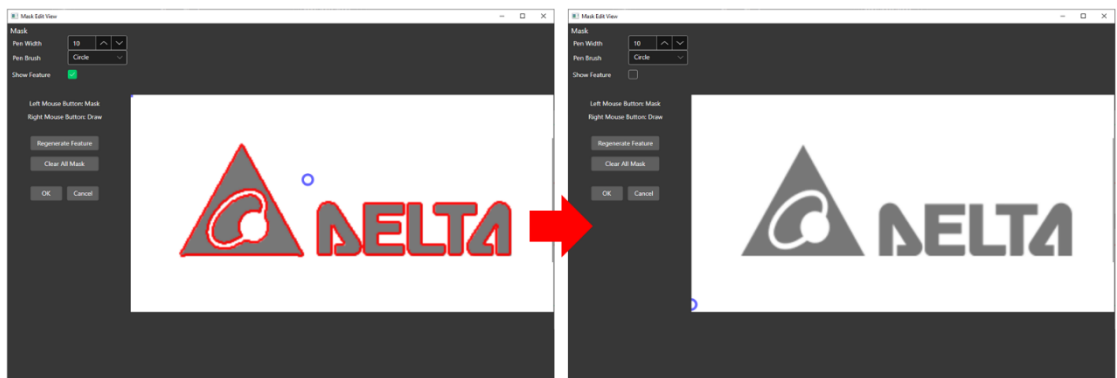 Mask Edit View
Mask
Pen Width 10
Pen Brush Circle
Show Feature
Left Mouse Button: Mask
Right Mouse Button: Draw
Regenerate Feature
Clear All Mask
OK Cancel
DELTA
Mask Edit View
Mask
Pen Width 10
Pen Brush Circle
Show Feature
Left Mouse Button: Mask
Right Mouse Button: Draw
Regenerate Feature
Clear All Mask
OK Cancel
DELTA